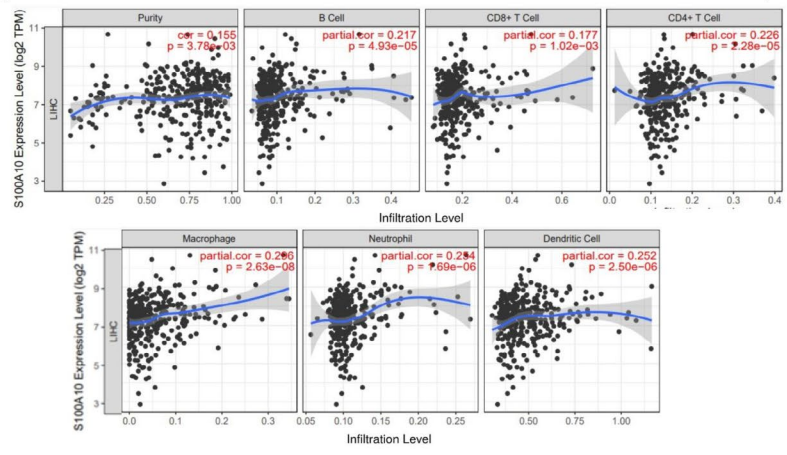 Purity
B Cell
CD8+ T Cell
CD4+ T Cell
cor = 0.155
p = 3.78e-03
partial.cor = 0.217
p = 4.93e-05
partial.cor = 0.177
p = 1.02e-03
partial.cor = 0.226
p = 2.28e-05
S100A10 Expression Level (log2 TPM)
LIHC
11
9
7
5
3
0.25 0.50 0.75 1.00
0.1 0.2 0.3 0.4
0.2 0.4 0.6
0.0 0.1 0.2 0.3 0.4
Infiltration Level
Macrophage
Neutrophil
Dendritic Cell
partial.cor = 0.296
p = 2.63e-08
partial.cor = 0.254
p = 1.69e-06
partial.cor = 0.252
p = 2.50e-06
S100A10 Expression Level (log2 TPM)
LIHC
11
9
7
5
3
0.0 0.1 0.2 0.3
0.05 0.10 0.15 0.20 0.25
0.50 0.75 1.00
Infiltration Level